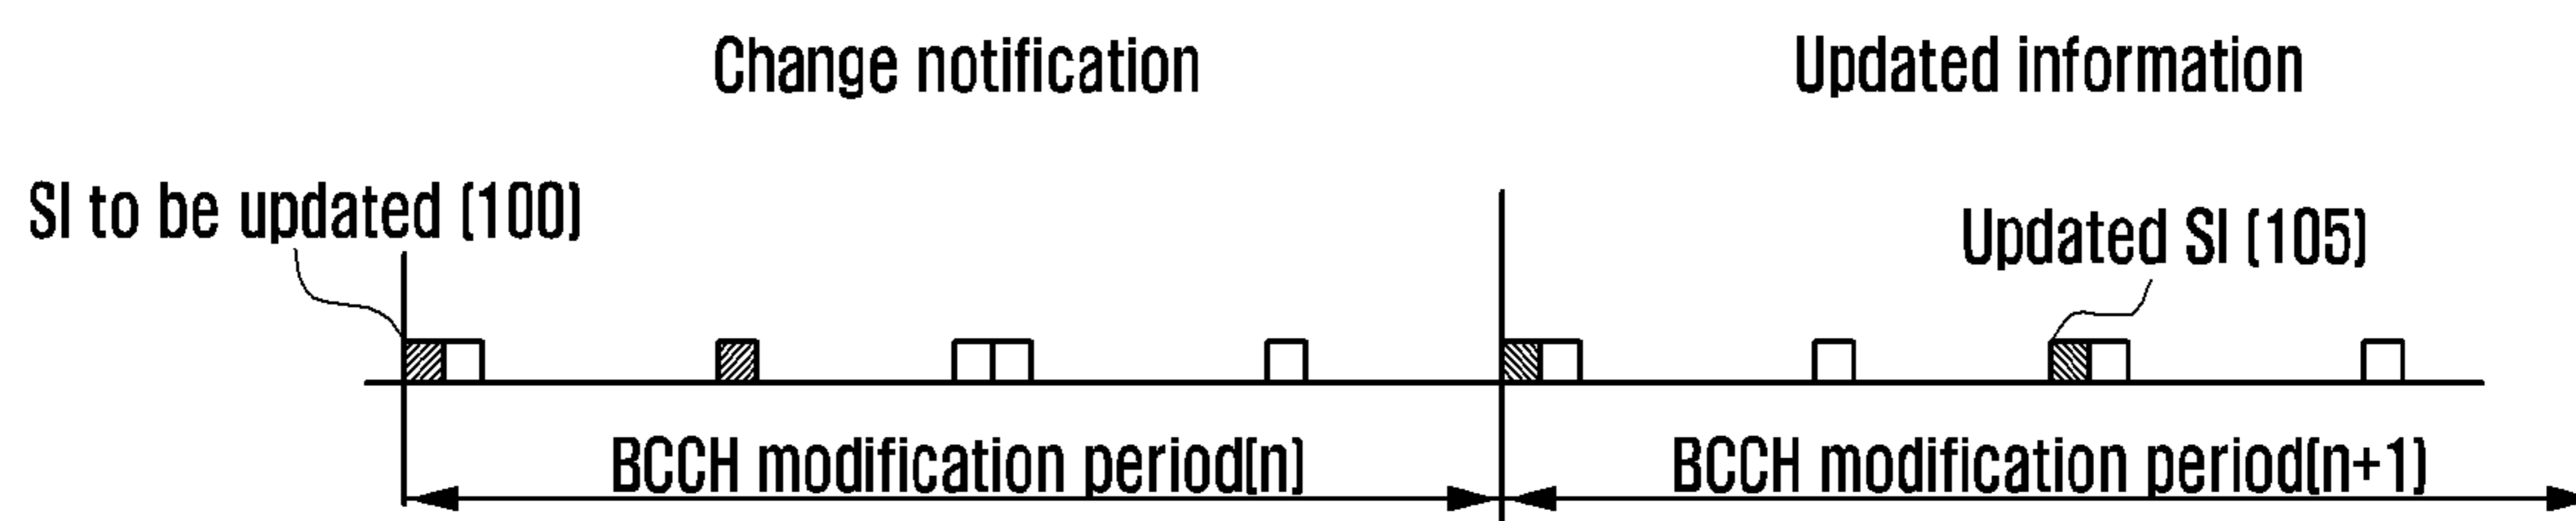 Change notification
Updated information
SI to be updated (100)
Updated SI (105)
BCCH modification period(n)
BCCH modification period(n+1)